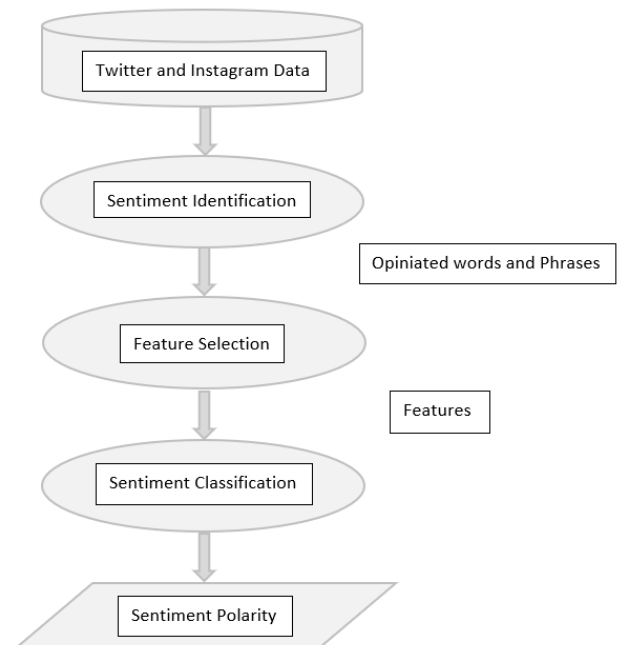 Twitter and Instagram Data
Sentiment Identification
Opiniated words and Phrases
Feature Selection
Features
Sentiment Classification
Sentiment Polarity